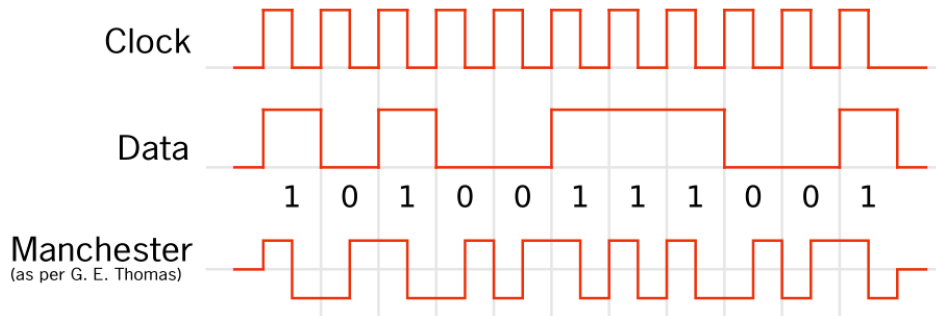 Clock
Data
1 0 1 0 0 1 1 1 0 0 1
Manchester
(as per G. E. Thomas)